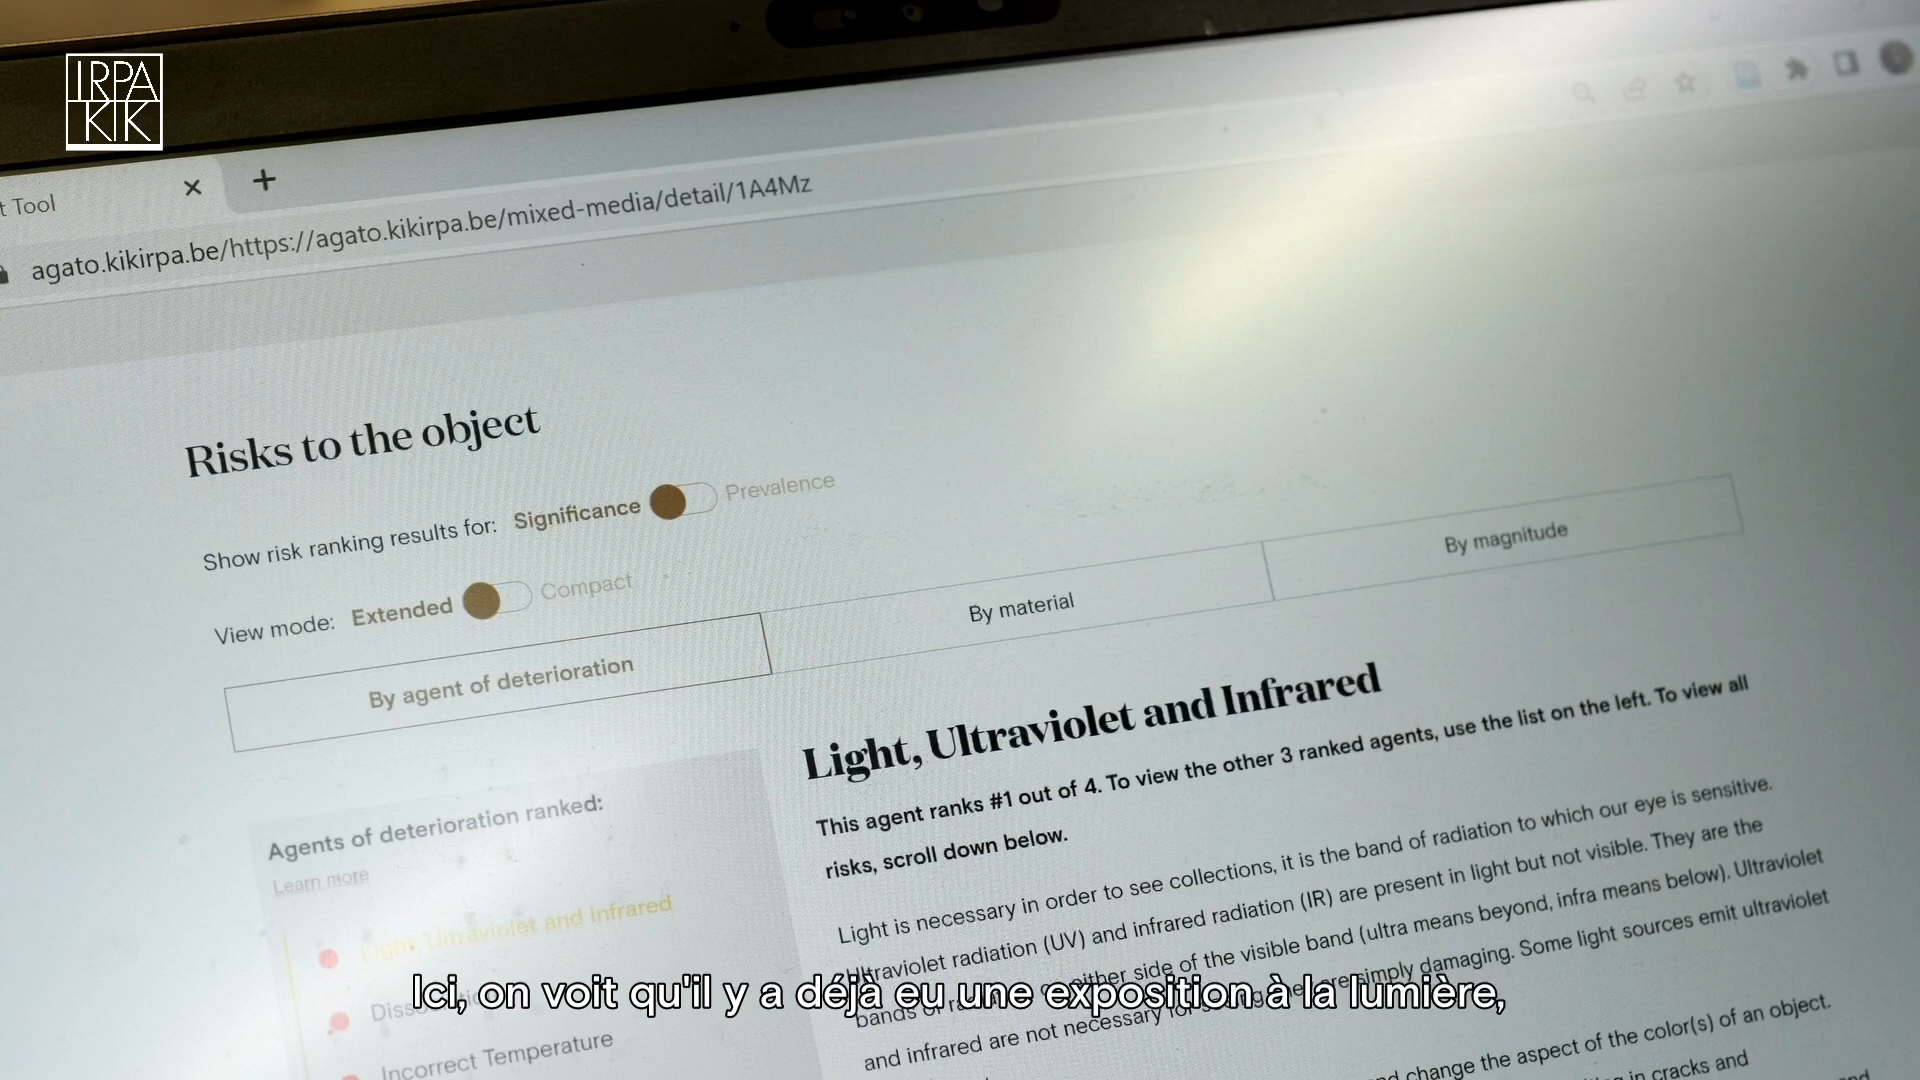 IRPA
KIK
t Tool
agato.kikirpa.be/https://agato.kikirpa.be/mixed-media/detail/1A4Mz
Risks to the object
Show risk ranking results for: Significance Prevalence
View mode: Extended Compact
By agent of deterioration By material By magnitude
Agents of deterioration ranked:
Learn more
Light, Ultraviolet and Infrared
Incorrect Temperature
Light, Ultraviolet and Infrared
This agent ranks #1 out of 4. To view the other 3 ranked agents, use the list on the left. To view all
risks, scroll down below.
Light is necessary in order to see collections, it is the band of radiation to which our eye is sensitive.
Ultraviolet radiation (UV) and infrared radiation (IR) are present in light but not visible. They are the
either side of the visible band (ultra means beyond, infra means below). Ultraviolet
simply damaging. Some light sources emit ultraviolet
and infrared are not necessary for
change the aspect of the color(s) of an object.
in cracks and
and
Ici, on voit qu'il y a déjà eu une exposition à la lumière,